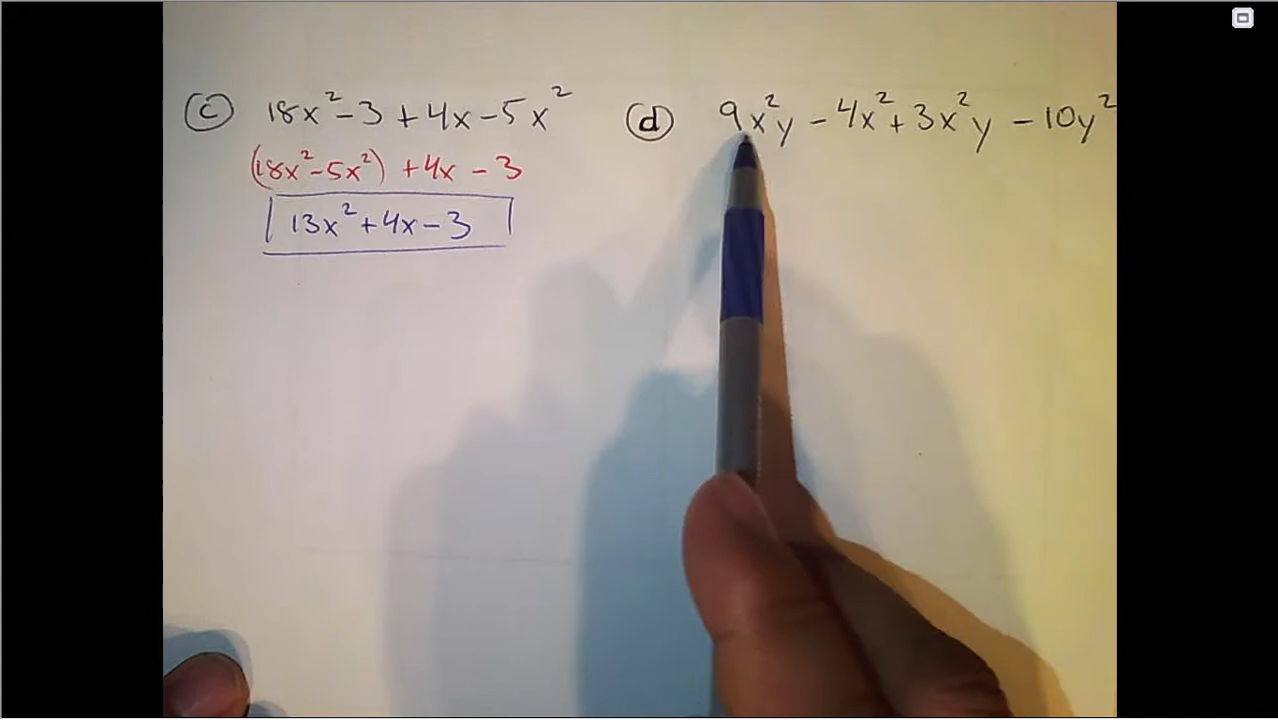 (c) 18x² - 3 + 4x - 5x²
(18x² - 5x²) + 4x - 3
13x² + 4x - 3
(d) 9x²y - 4x² + 3x²y - 10y²